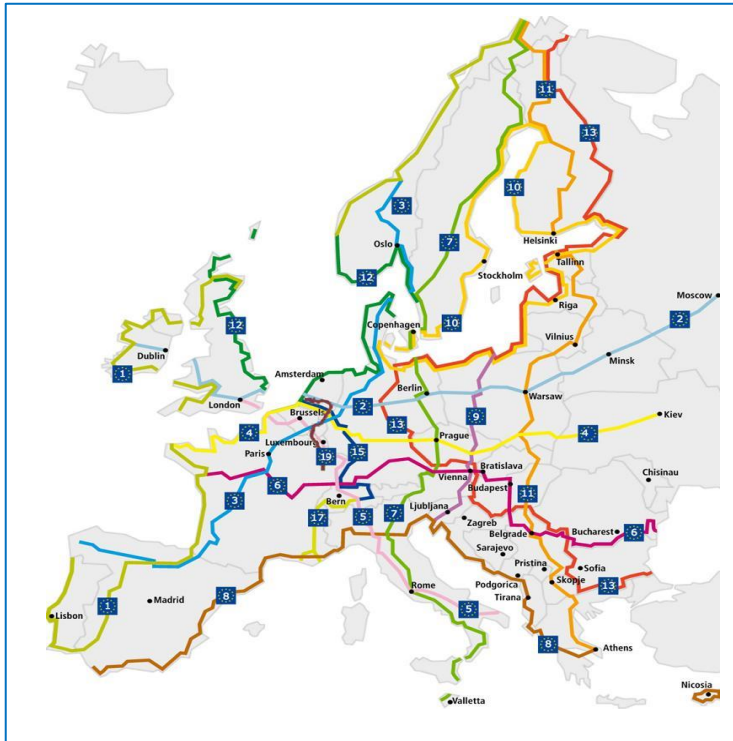 11
13
3
10
7
Oslo
Helsinki
12
Stockholm
Tallinn
Moscow
Riga
12
Copenhagen
10
2
Dublin
Vilnius
Minsk
1
Amsterdam
London
Berlin
Warsaw
Brussels
2
9
Kiev
4
13
4
Luxembourg
Prague
Paris
19
15
Vienna
Bratislava
Chisinau
6
Budapest
3
Bern
11
17
5
7
Ljubljana
Zagreb
Belgrade
Bucharest
6
Sarajevo
Pristina
Sofia
8
Rome
Podgorica
Skopje
13
1
Madrid
Tirana
Lisbon
5
8
Athens
Nicosia
Valletta